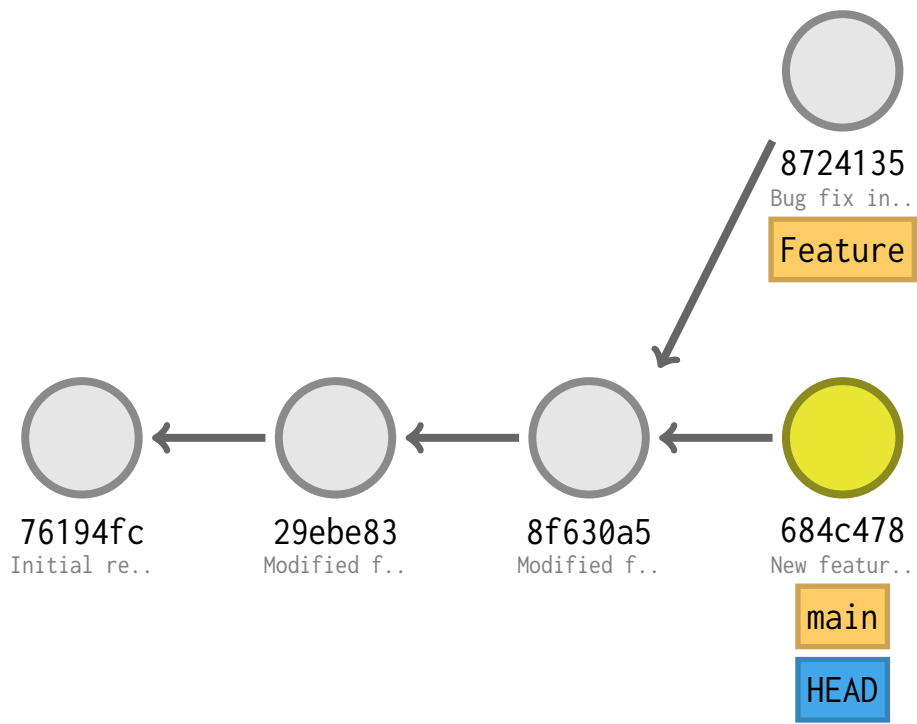 8724135
Bug fix in..
Feature
76194fc
Initial re..
29ebe83
Modified f..
8f630a5
Modified f..
684c478
New featur..
main
HEAD